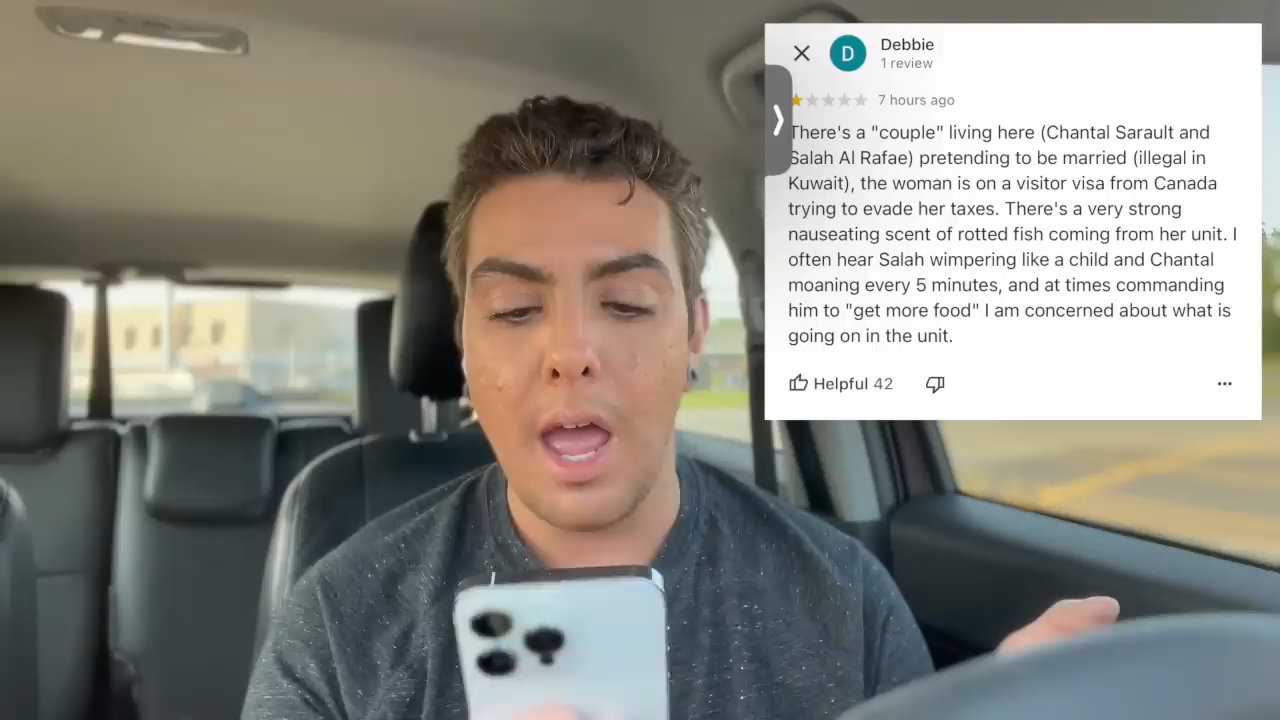 Debbie
D
1 review
7 hours ago
There's a "couple" living here (Chantal Sarault and
Salah Al Rafae) pretending to be married (illegal in
Kuwait), the woman is on a visitor visa from Canada
trying to evade her taxes. There's a very strong
nauseating scent of rotted fish coming from her unit. I
often hear Salah wimpering like a child and Chantal
moaning every 5 minutes, and at times commanding
him to "get more food" I am concerned about what is
going on in the unit.
Helpful 42